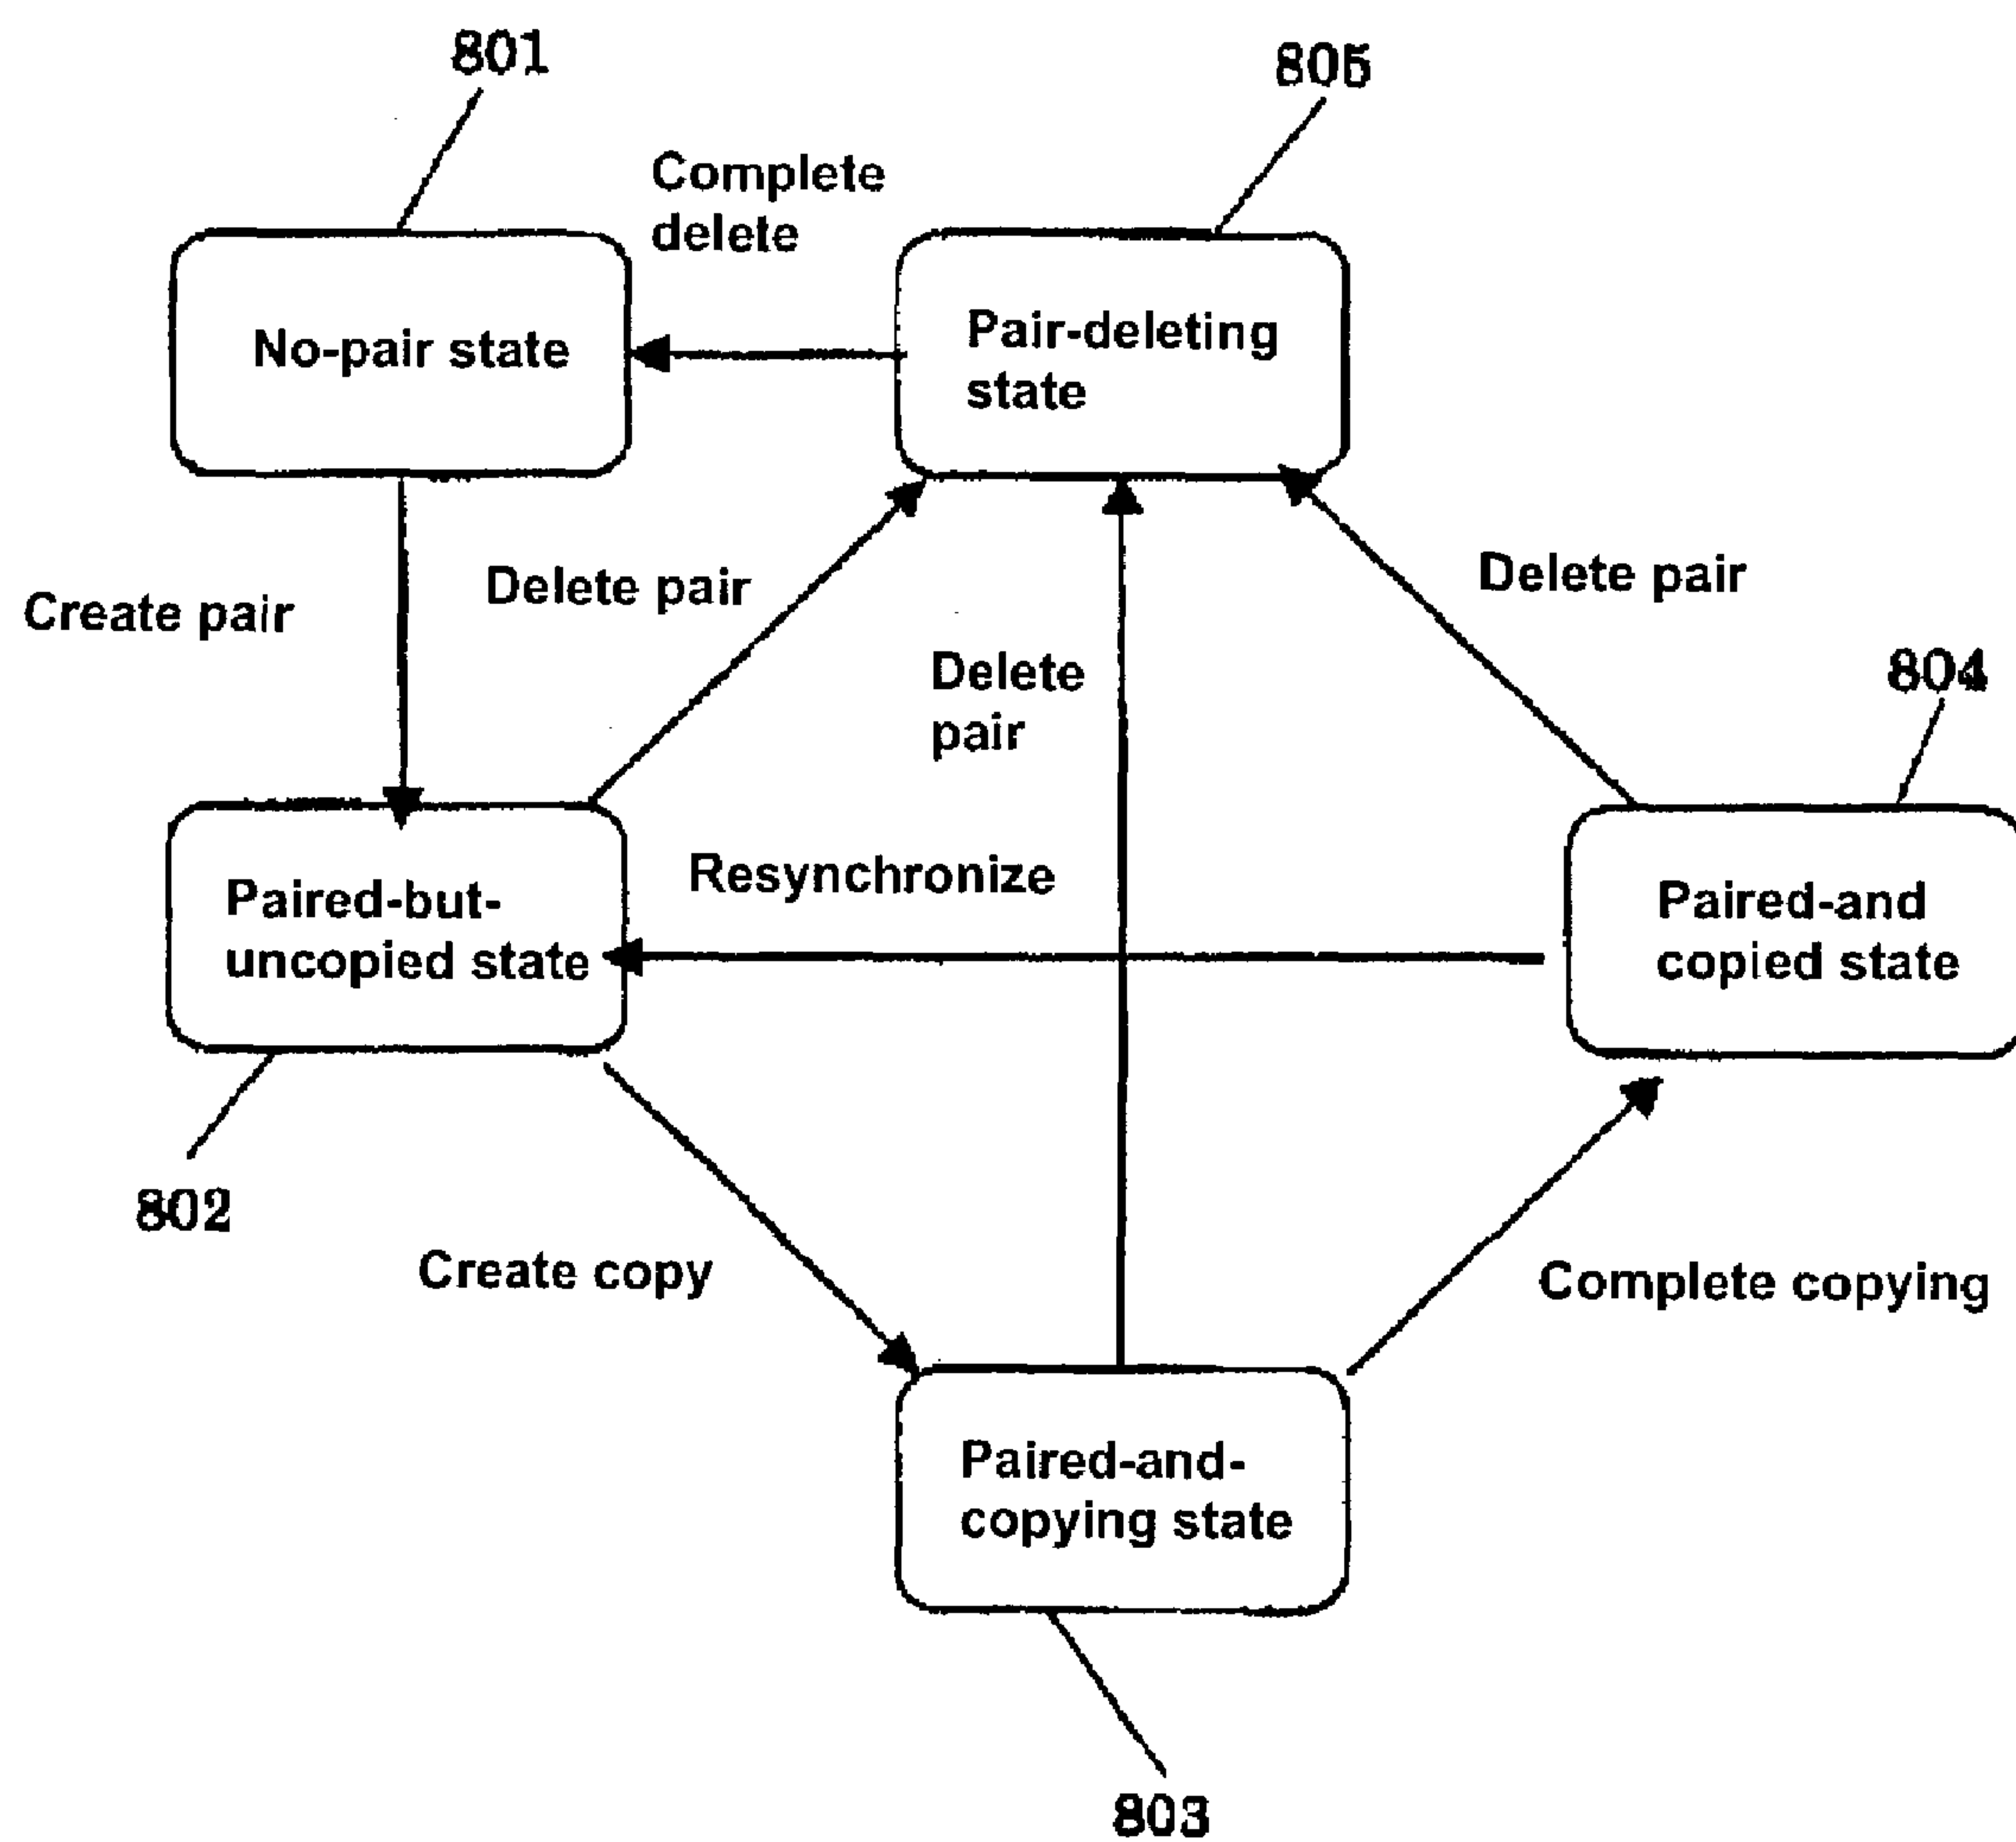 801
805
Complete
delete
No-pair state
Pair-deleting
state
Create pair
Delete pair
Delete
pair
Delete pair
804
Paired-but-
uncopied state
Resynchronize
Paired-and
copied state
802
Create copy
Complete copying
Paired-and-
copying state
803